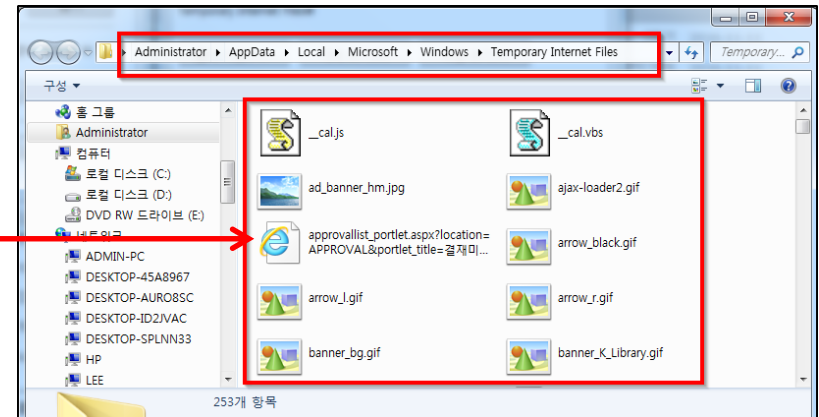 Administrator ▸ AppData ▸ Local ▸ Microsoft ▸ Windows ▸ Temporary Internet Files
Temporary...
구성
홈 그룹
Administrator
컴퓨터
로컬 디스크 (C:)
로컬 디스크 (D:)
DVD RW 드라이브 (E:)
네트워크
ADMIN-PC
DESKTOP-45A8967
DESKTOP-AURO8SC
DESKTOP-ID2JVAC
DESKTOP-SPLNN33
HP
LEE
__cal.js
__cal.vbs
ad_banner_hm.jpg
ajax-loader2.gif
approvallist_portlet.aspx?location=
APPROVAL&portlet_title=결재미...
arrow_black.gif
arrow_l.gif
arrow_r.gif
banner_bg.gif
banner_K_Library.gif
253개 항목